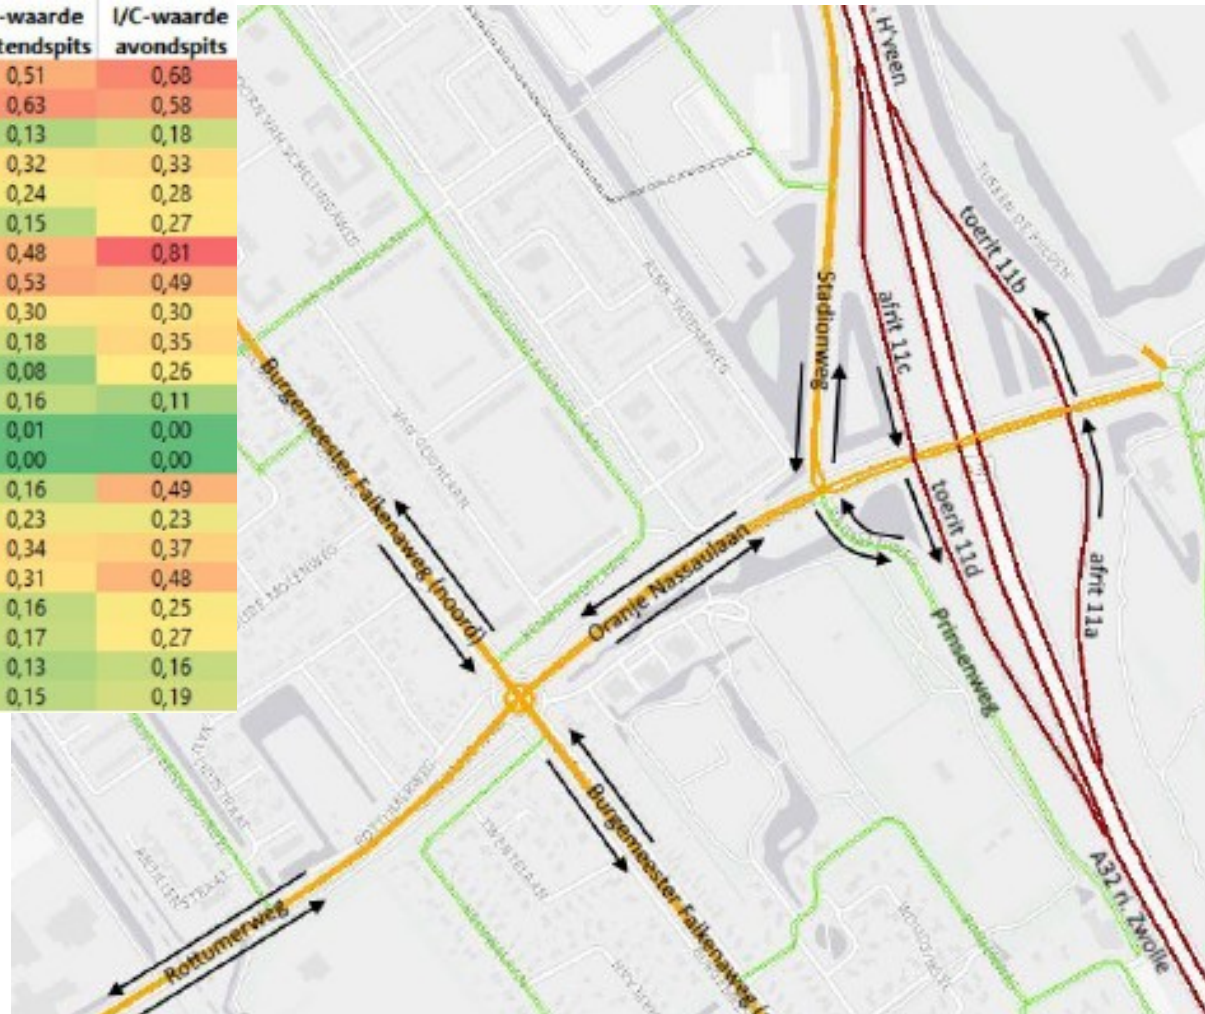 -waarde I/C-waarde
tendspits avondspits
0,51 0,68
0,63 0,58
0,13 0,18
0,32 0,33
0,24 0,28
0,15 0,27
0,48 0,81
0,53 0,49
0,30 0,30
0,18 0,35
0,08 0,26
0,16 0,11
0,01 0,00
0,00 0,00
0,16 0,49
0,23 0,23
0,34 0,37
0,31 0,48
0,16 0,25
0,17 0,27
0,13 0,16
0,15 0,19
H'veen
toerit 11b
Stadionweg
afrit 11c
Burgemeester Falkenaweg (noord)
VAN
Oranje Nassaulaan
toerit 11d
afrit 11a
Prinsenweg
Burgemeester Falkenaweg (
A32 ri. Zwolle
Rottumerweg